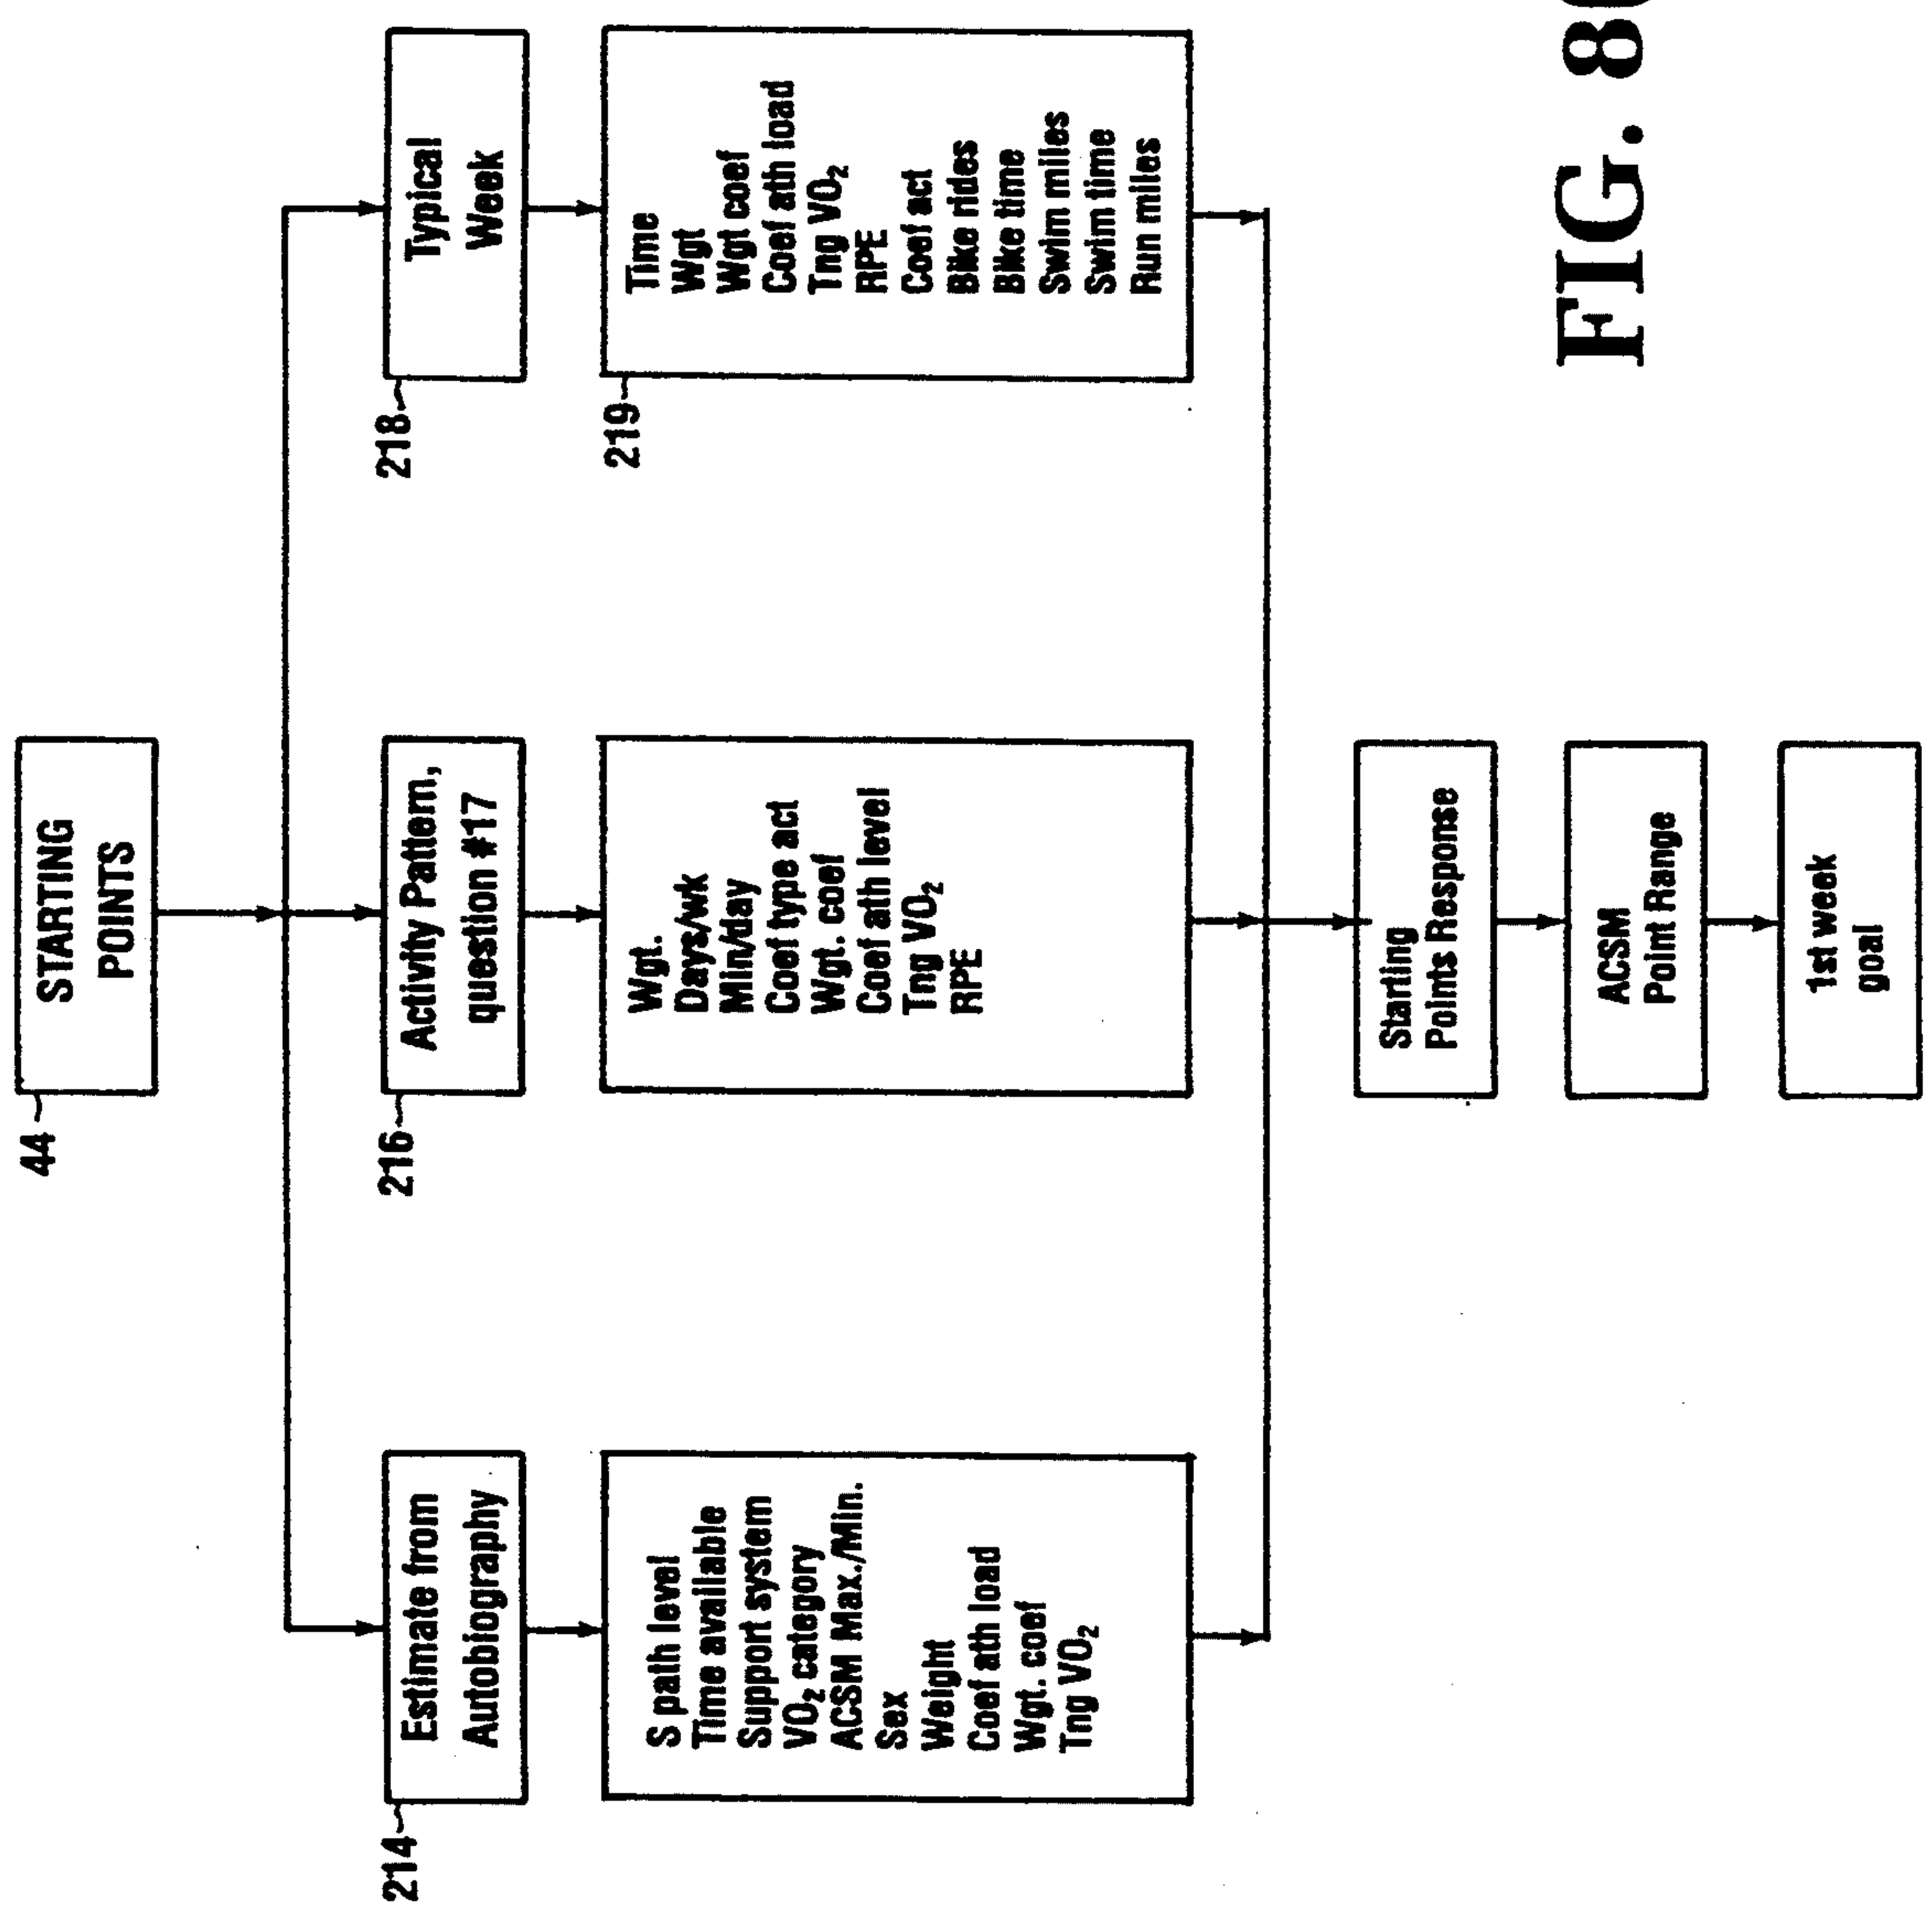 44
STARTING
POINTS
214
Estimate from
Autobiography
216
Activity Pattern,
question #17
218
Typical
Week
S path level
Time available
Support system
VO₂ category
ACSM Max./Min.
Sex
Weight
Coef ath load
Wgt. coef
Tng VO₂
Wgt.
Days/wk
Min/day
Coef type act
Wgt. coef
Coef ath level
Tng VO₂
RPE
219
Time
Wgt
Wgt coef
Coef ath load
Tng VO₂
RPE
Coef act
Bike rides
Bike time
Swim miles
Swim time
Run miles
Starting
Points Response
ACSM
Point Range
1st week
goal
FIG. 8